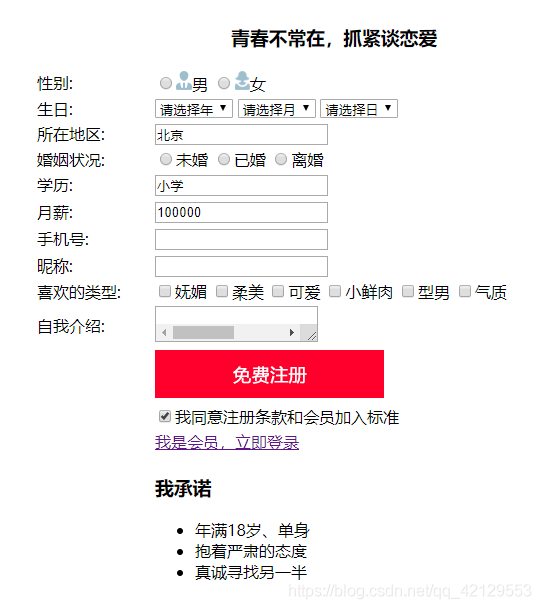 青春不常在，抓紧谈恋爱
性别: 男 女
生日: 请选择年 请选择月 请选择日
所在地区: 北京
婚姻状况: 未婚 已婚 离婚
学历: 小学
月薪: 100000
手机号:
昵称:
喜欢的类型: 妩媚 柔美 可爱 小鲜肉 型男 气质
自我介绍:
免费注册
我同意注册条款和会员加入标准
我是会员，立即登录
我承诺
年满18岁、单身
抱着严肃的态度
真诚寻找另一半
https://blog.csdn.net/qq_42129553